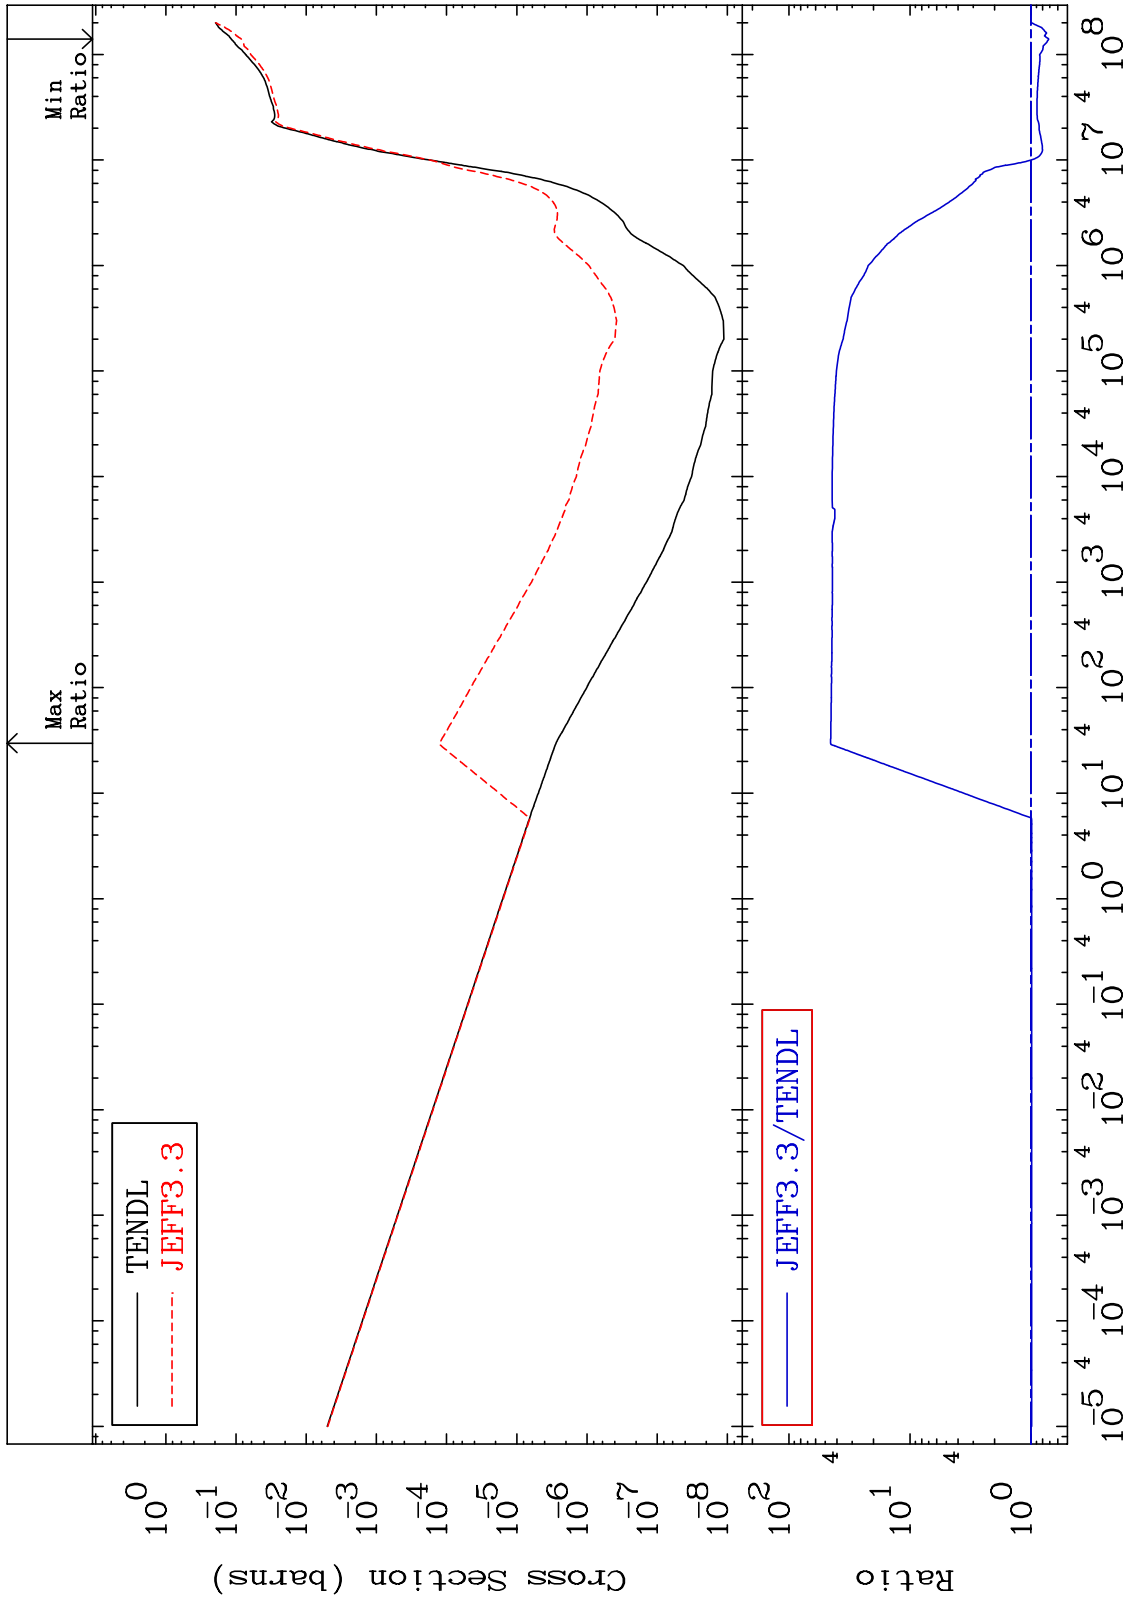 Max
Ratio
Min
Ratio
TENDL
JEFF3.3
Cross Section (barns)
10^0
10^-1
10^-2
10^-3
10^-4
10^-5
10^-6
10^-7
10^-8
JEFF3.3/TENDL
Ratio
10^2
4
10^1
4
10^0
10^-5 4 10^-4 4 10^-3 4 10^-2 4 10^-1 4 10^0 4 10^1 4 10^2 4 10^3 4 10^4 4 10^5 4 10^6 4 10^7 4 10^8